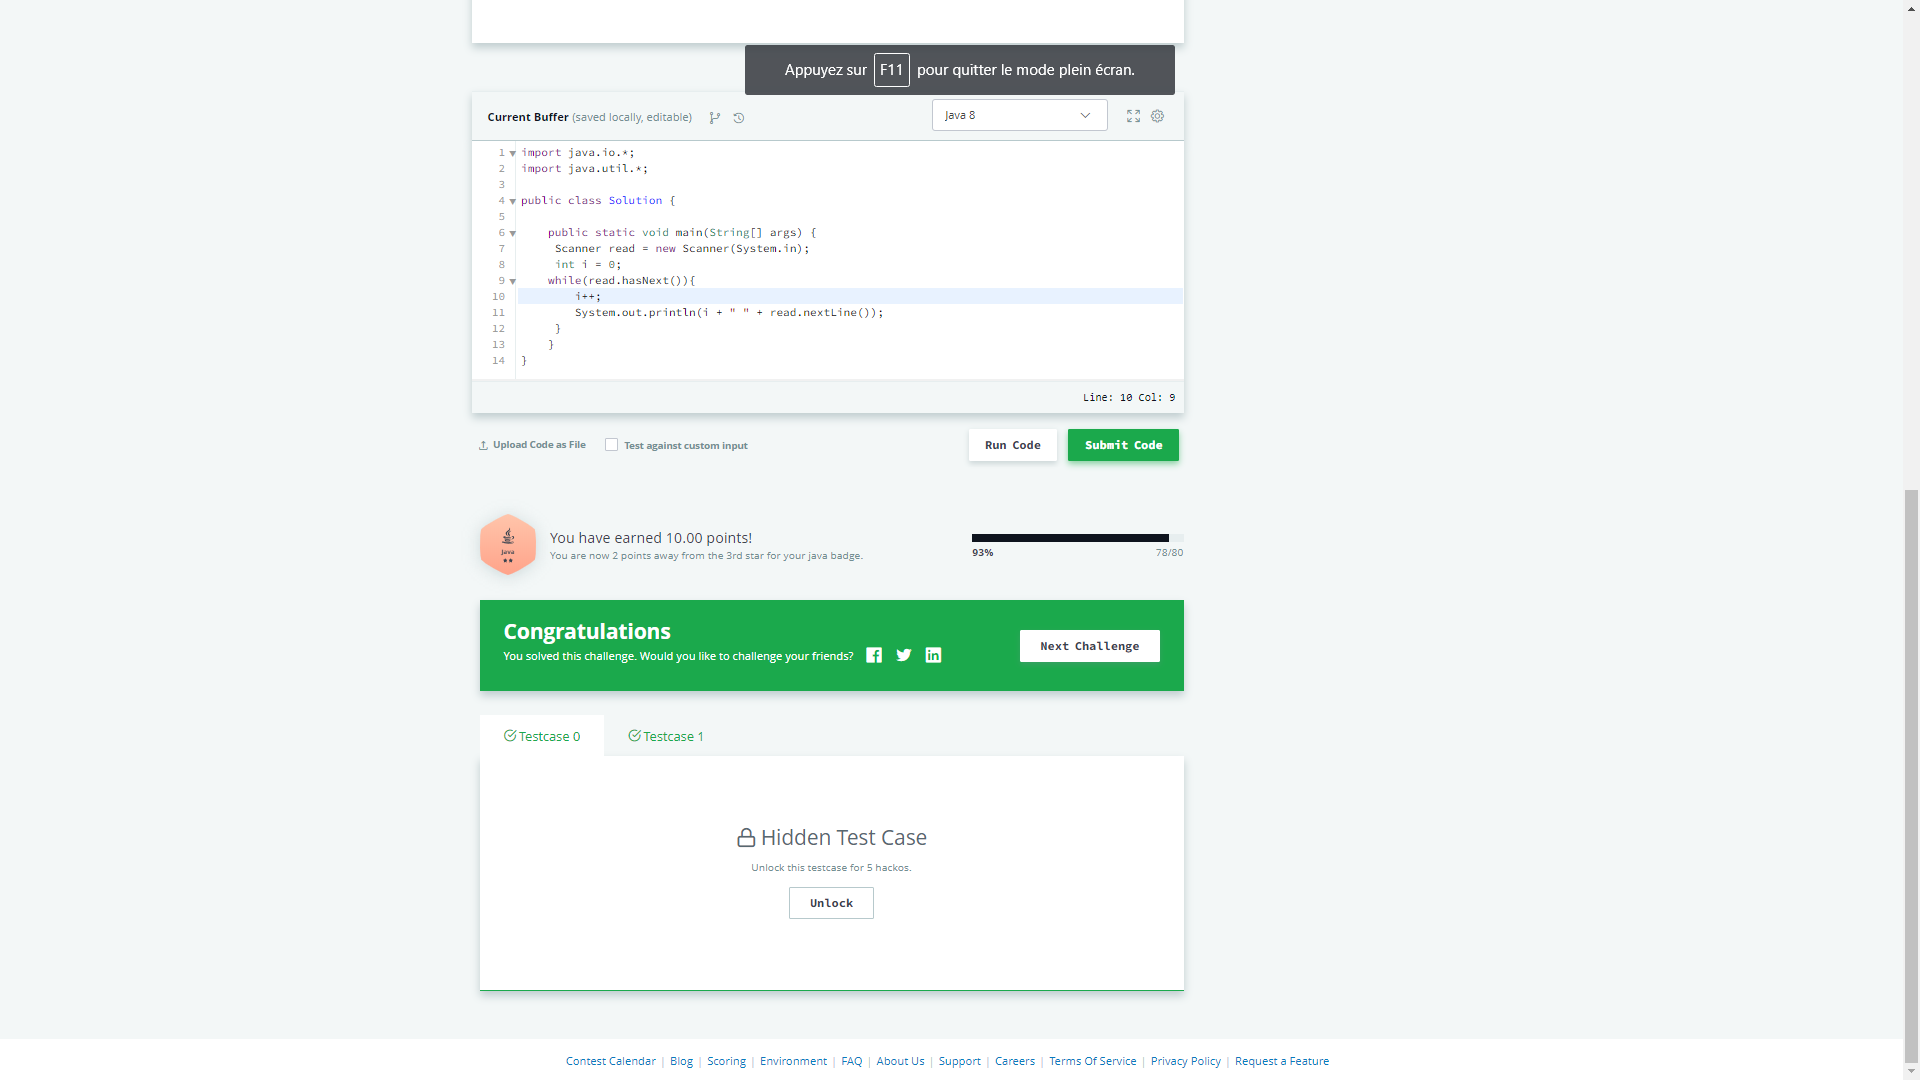 Appuyez sur F11 pour quitter le mode plein écran.
Current Buffer (saved locally, editable)
Java 8
1 import java.io.*;
2 import java.util.*;
3
4 public class Solution {
5
6     public static void main(String[] args) {
7      Scanner read = new Scanner(System.in);
8      int i = 0;
9     while(read.hasNext()){
10         i++;
11         System.out.println(i + " " + read.nextLine());
12      }
13     }
14 }
Line: 10 Col: 9
Upload Code as File
Test against custom input
Run Code
Submit Code
Java
You have earned 10.00 points!
You are now 2 points away from the 3rd star for your java badge.
93%
78/80
Congratulations
You solved this challenge. Would you like to challenge your friends?
Next Challenge
Testcase 0
Testcase 1
Hidden Test Case
Unlock this testcase for 5 hackos.
Unlock
Contest Calendar | Blog | Scoring | Environment | FAQ | About Us | Support | Careers | Terms Of Service | Privacy Policy | Request a Feature